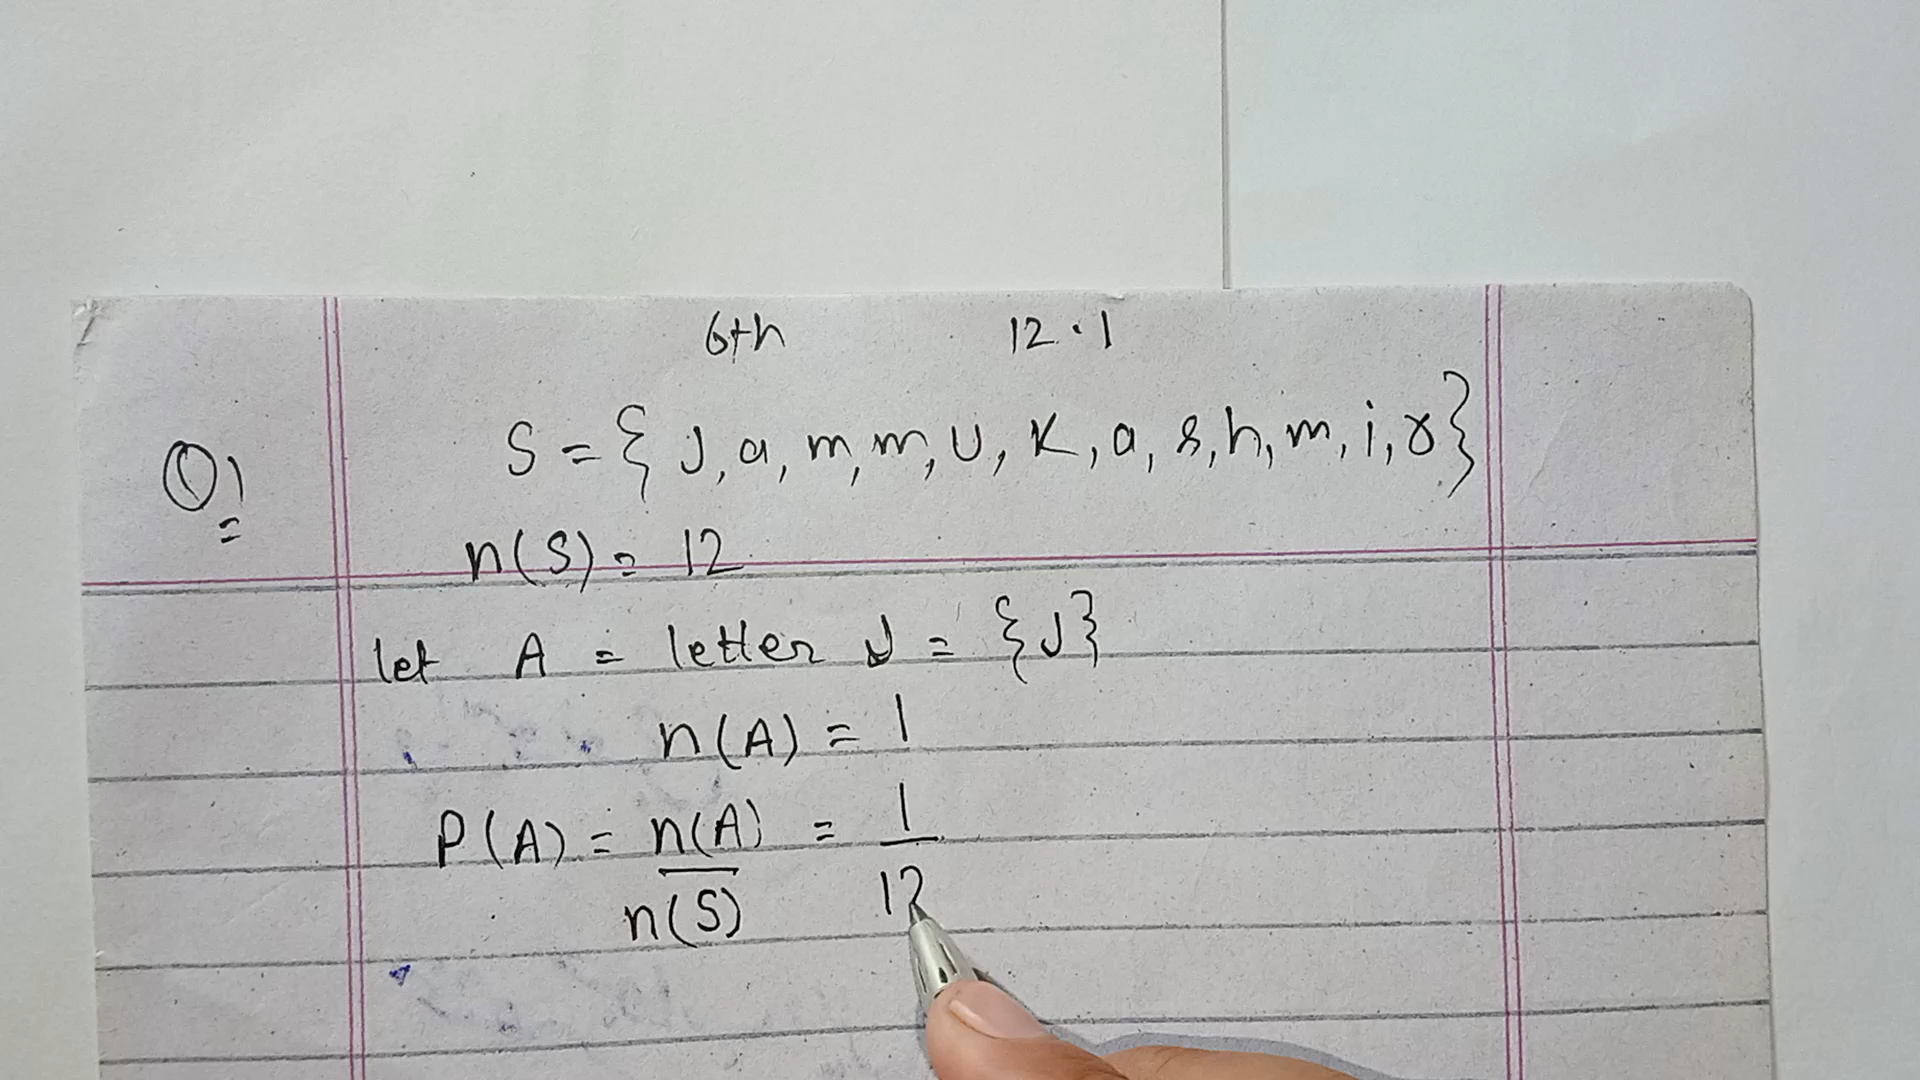 6th 12.1
Q1 S = { J, a, m, m, U, K, a, s, h, m, i, r }
n(S) = 12
let A = letter J = {J}
n(A) = 1
P(A) = n(A) = 1
n(S) 12